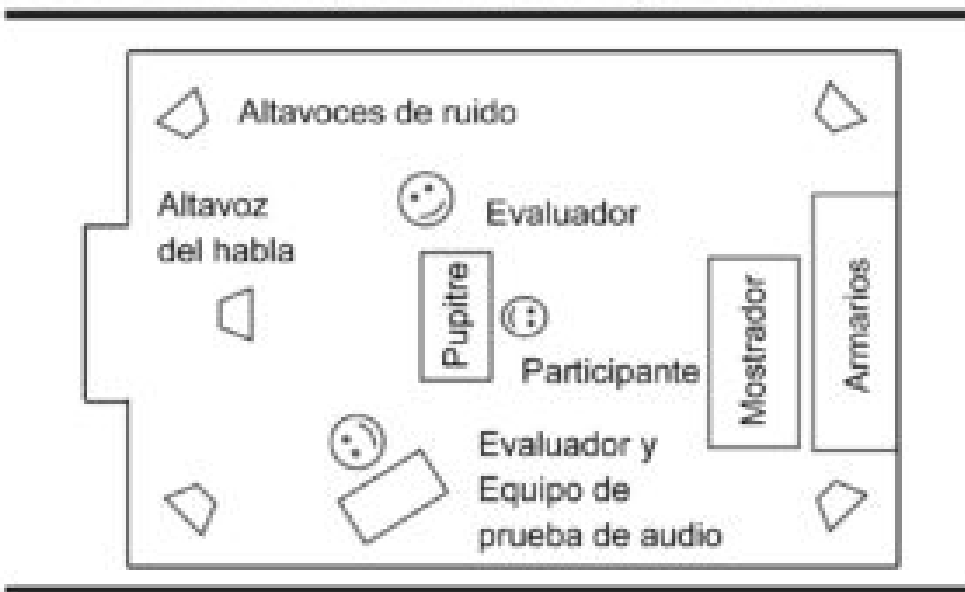 Altavoces de ruido
Altavoz
del habla
Evaluador
Pupitre
Participante
Mostrador
Armarios
Evaluador y
Equipo de
prueba de audio